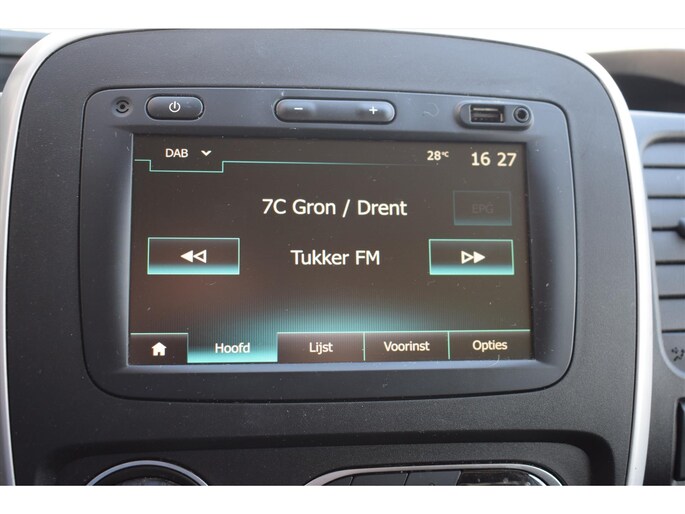 DAB 28°C 16 27
7C Gron / Drent EPG
Tukker FM
Hoofd Lijst Voorinst Opties